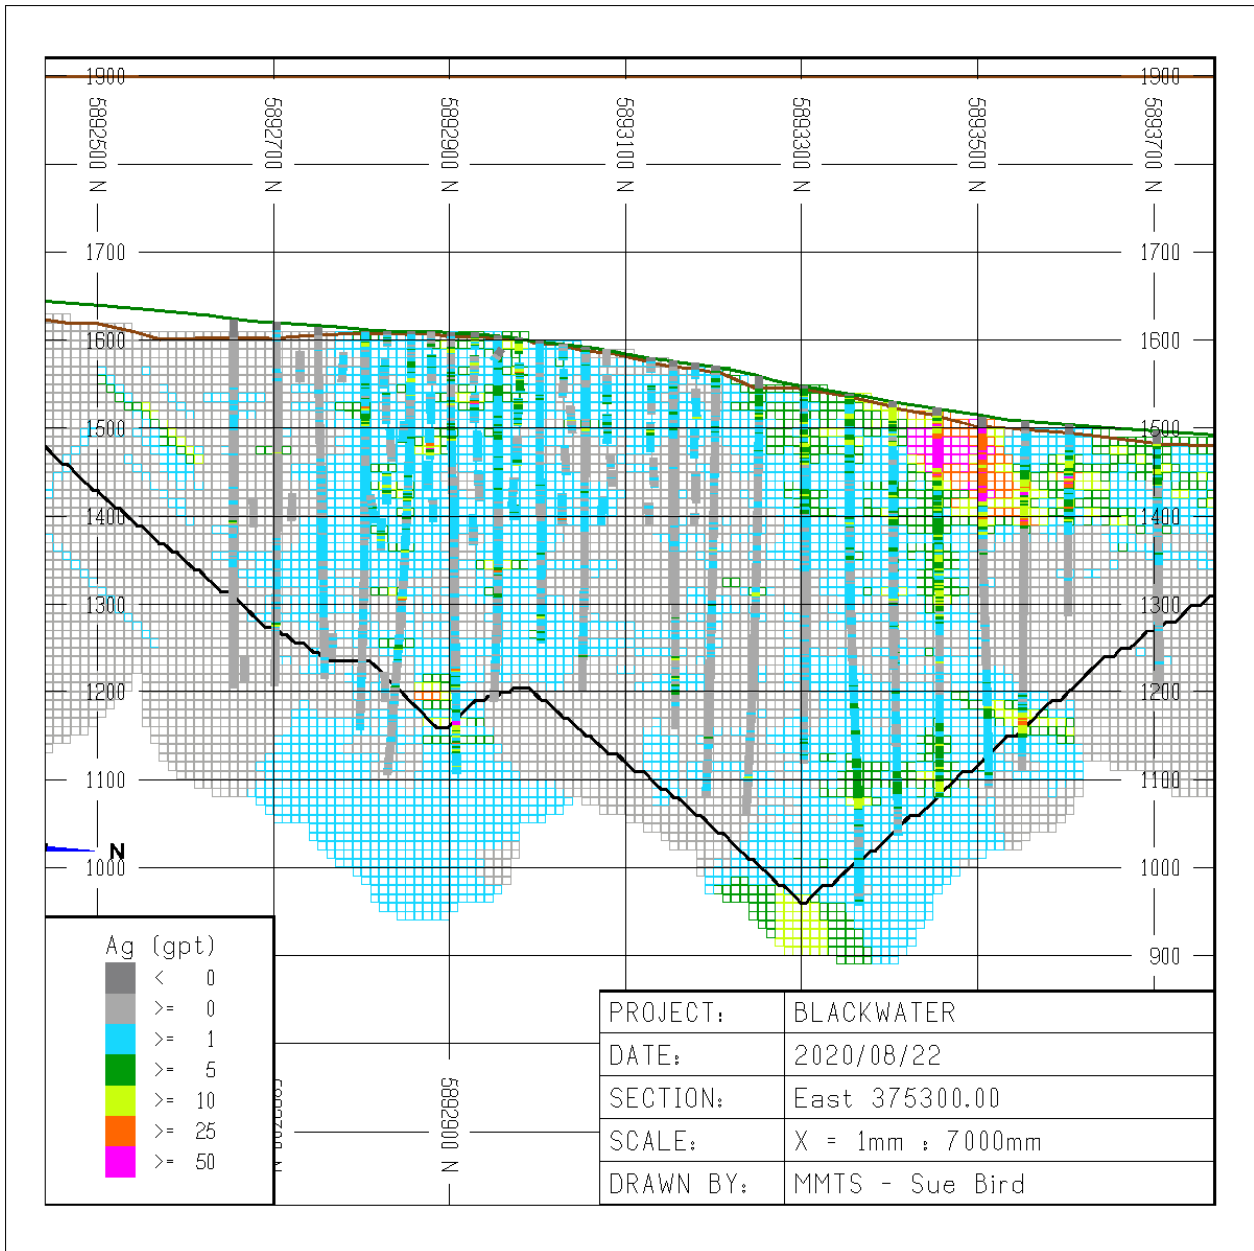 1900 1900
5892500 N 5892700 N 5892900 N 5893100 N 5893300 N 5893500 N 5893700 N
1700 1700
1600 1600
1500 1500
1400 1400
1300 1300
1200 1200
1100 1100
N
1000 1000
900
Ag (gpt)
< 0
>= 0
>= 1
>= 5
>= 10
>= 25
>= 50
5892900 N
PROJECT: BLACKWATER
DATE: 2020/08/22
SECTION: East 375300.00
SCALE: X = 1mm : 7000mm
DRAWN BY: MMTS - Sue Bird